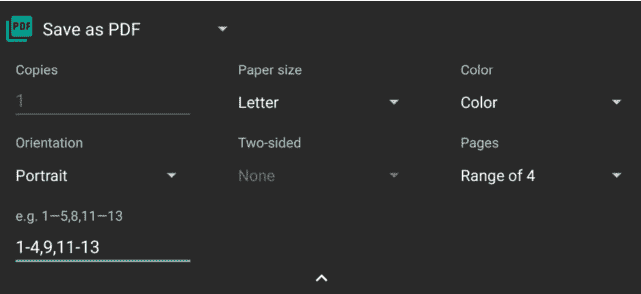 PDF Save as PDF
Copies Paper size Color
1 Letter Color
Orientation Two-sided Pages
Portrait None Range of 4
e.g. 1—5,8,11—13
1-4,9,11-13